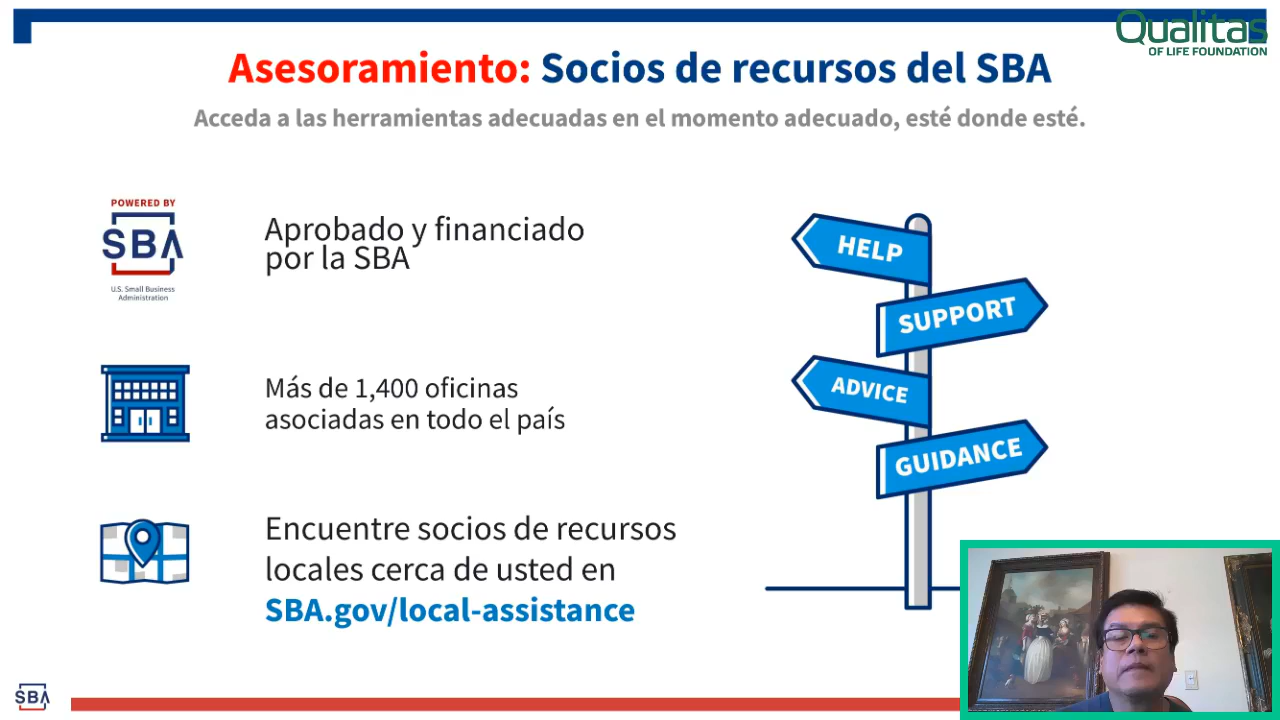 Qualitas
OF LIFE FOUNDATION
Asesoramiento: Socios de recursos del SBA
Acceda a las herramientas adecuadas en el momento adecuado, esté donde esté.
POWERED BY
SBA
U.S. Small Business
Administration
Aprobado y financiado
por la SBA
Más de 1,400 oficinas
asociadas en todo el país
Encuentre socios de recursos
locales cerca de usted en
SBA.gov/local-assistance
HELP
SUPPORT
ADVICE
GUIDANCE
SBA